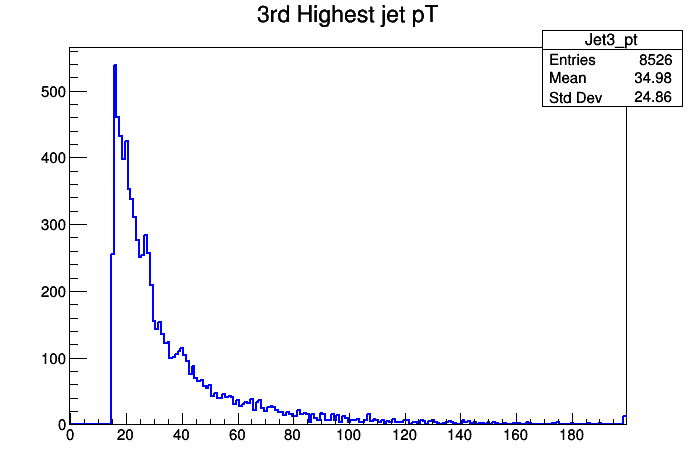 3rd Highest jet pT
Jet3_pt
Entries 8526
Mean 34.98
Std Dev 24.86
500
400
300
200
100
0
0 20 40 60 80 100 120 140 160 180